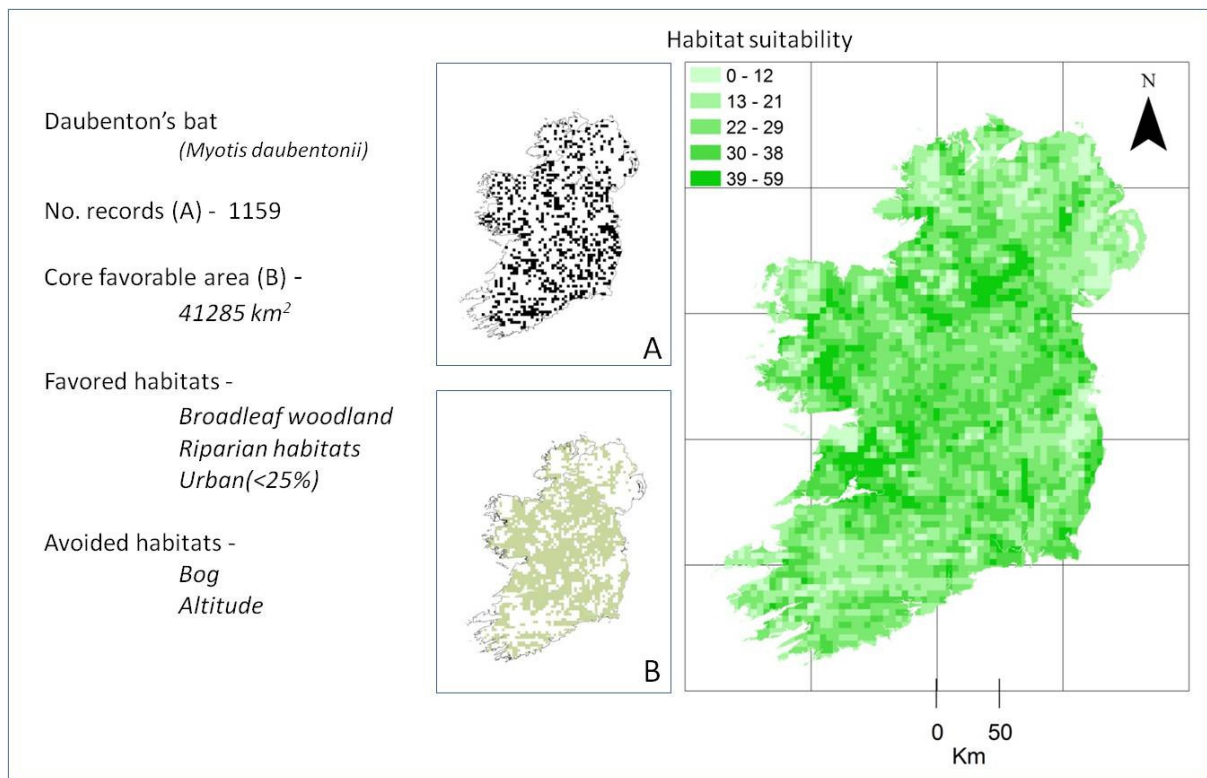 Habitat suitability
Daubenton's bat
(Myotis daubentonii)
No. records (A) - 1159
Core favorable area (B) -
41285 km²
Favored habitats -
Broadleaf woodland
Riparian habitats
Urban(<25%)
Avoided habitats -
Bog
Altitude
A
B
0 - 12
13 - 21
22 - 29
30 - 38
39 - 59
N
0 50
Km